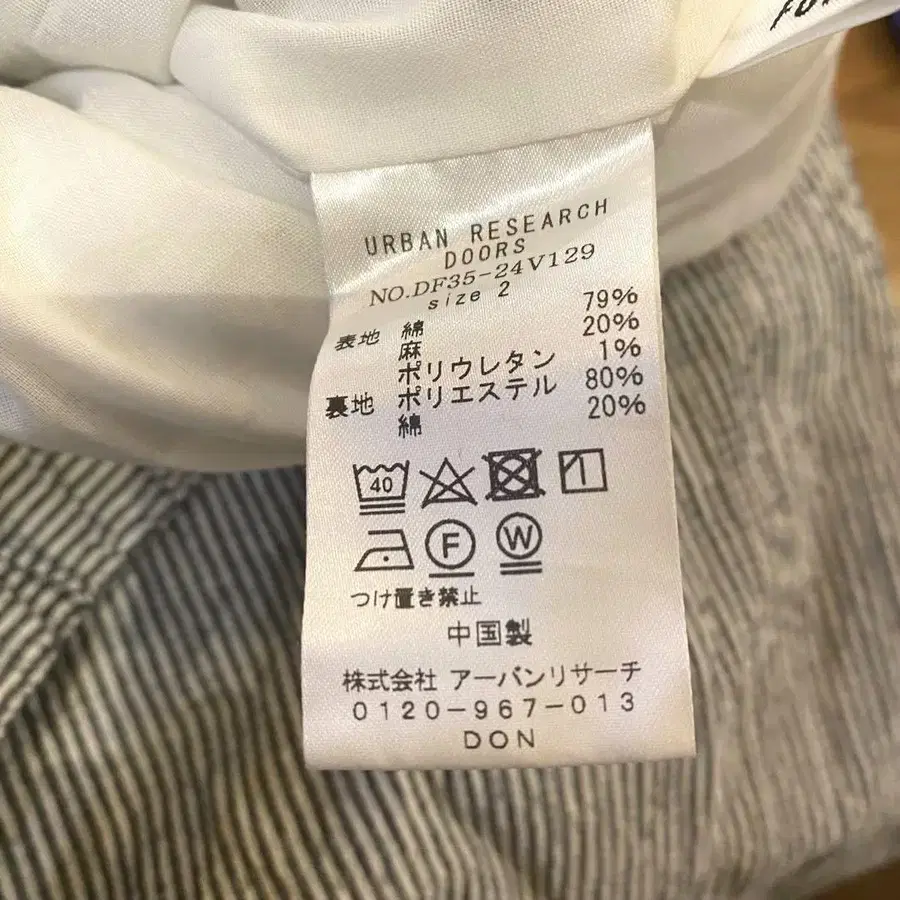 URBAN RESEARCH
DOORS
NO.DF35-24V129
size 2
表地 綿 79%
麻 20%
ポリウレタン 1%
裏地 ポリエステル 80%
綿 20%
40
F W
つけ置き禁止
中国製
株式会社 アーバンリサーチ
0120-967-013
DON